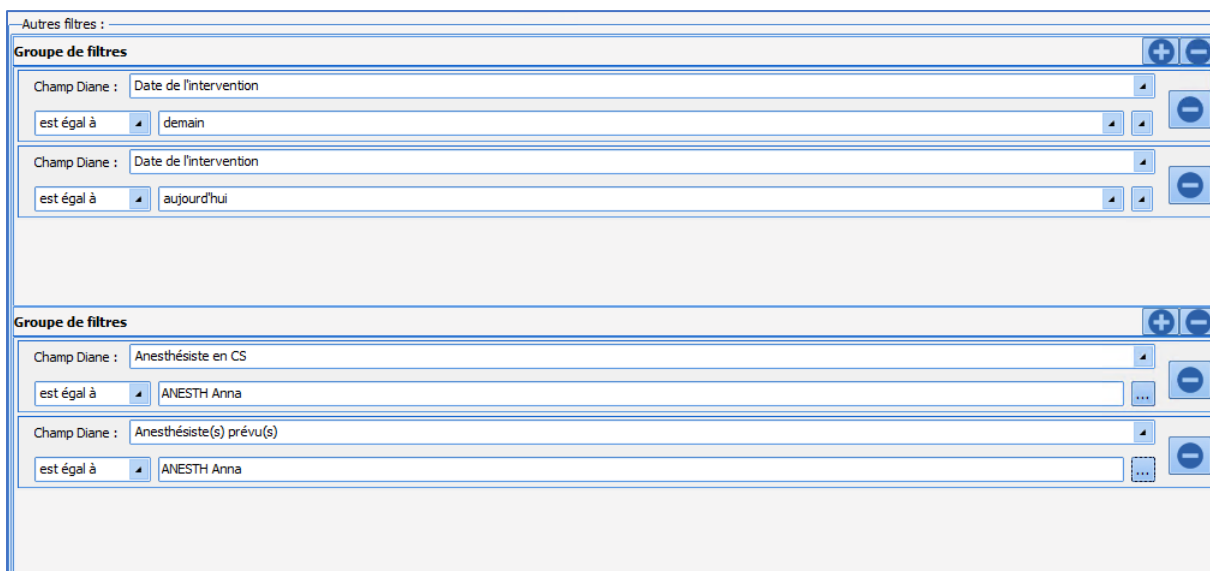 Autres filtres :
Groupe de filtres
Champ Diane : Date de l'intervention
est égal à demain
Champ Diane : Date de l'intervention
est égal à aujourd'hui
Groupe de filtres
Champ Diane : Anesthésiste en CS
est égal à ANESTH Anna ...
Champ Diane : Anesthésiste(s) prévu(s)
est égal à ANESTH Anna ...